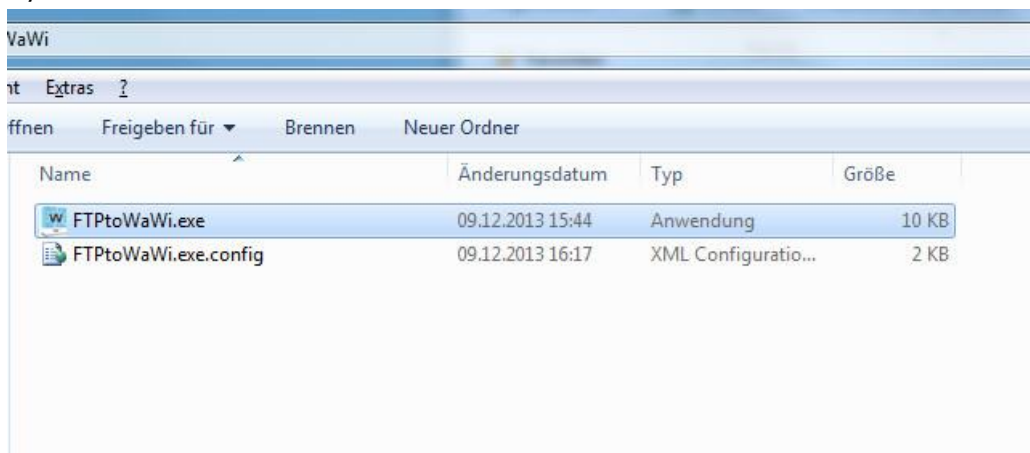 WaWi
nt Extras ?
ffnen Freigeben für Brennen Neuer Ordner
Name Änderungsdatum Typ Größe
FTPtoWaWi.exe 09.12.2013 15:44 Anwendung 10 KB
FTPtoWaWi.exe.config 09.12.2013 16:17 XML Configuratio... 2 KB